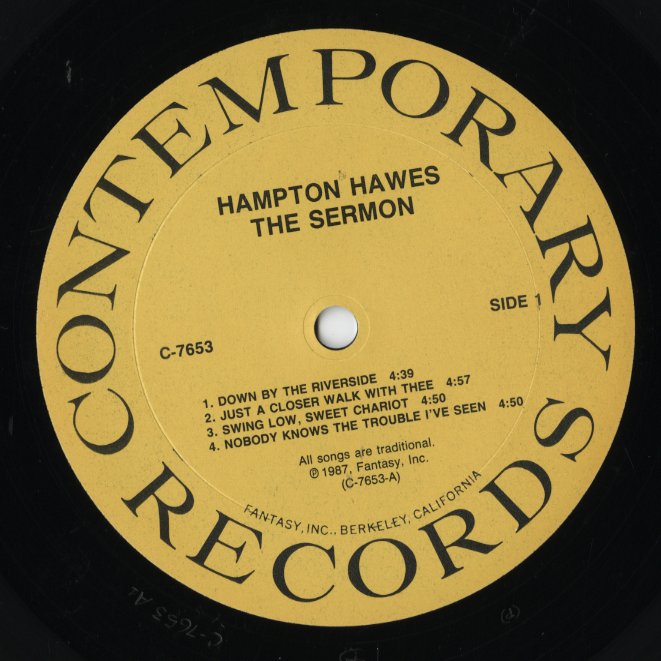 CONTEMPORARY RECORDS
HAMPTON HAWES
THE SERMON
SIDE 1
C-7653
1. DOWN BY THE RIVERSIDE 4:39
2. JUST A CLOSER WALK WITH THEE 4:57
3. SWING LOW, SWEET CHARIOT 4:50
4. NOBODY KNOWS THE TROUBLE I'VE SEEN 4:50
All songs are traditional.
℗1987, Fantasy, Inc.
(C-7653-A)
FANTASY, INC., BERKELEY, CALIFORNIA
C-7653 A1
(P)